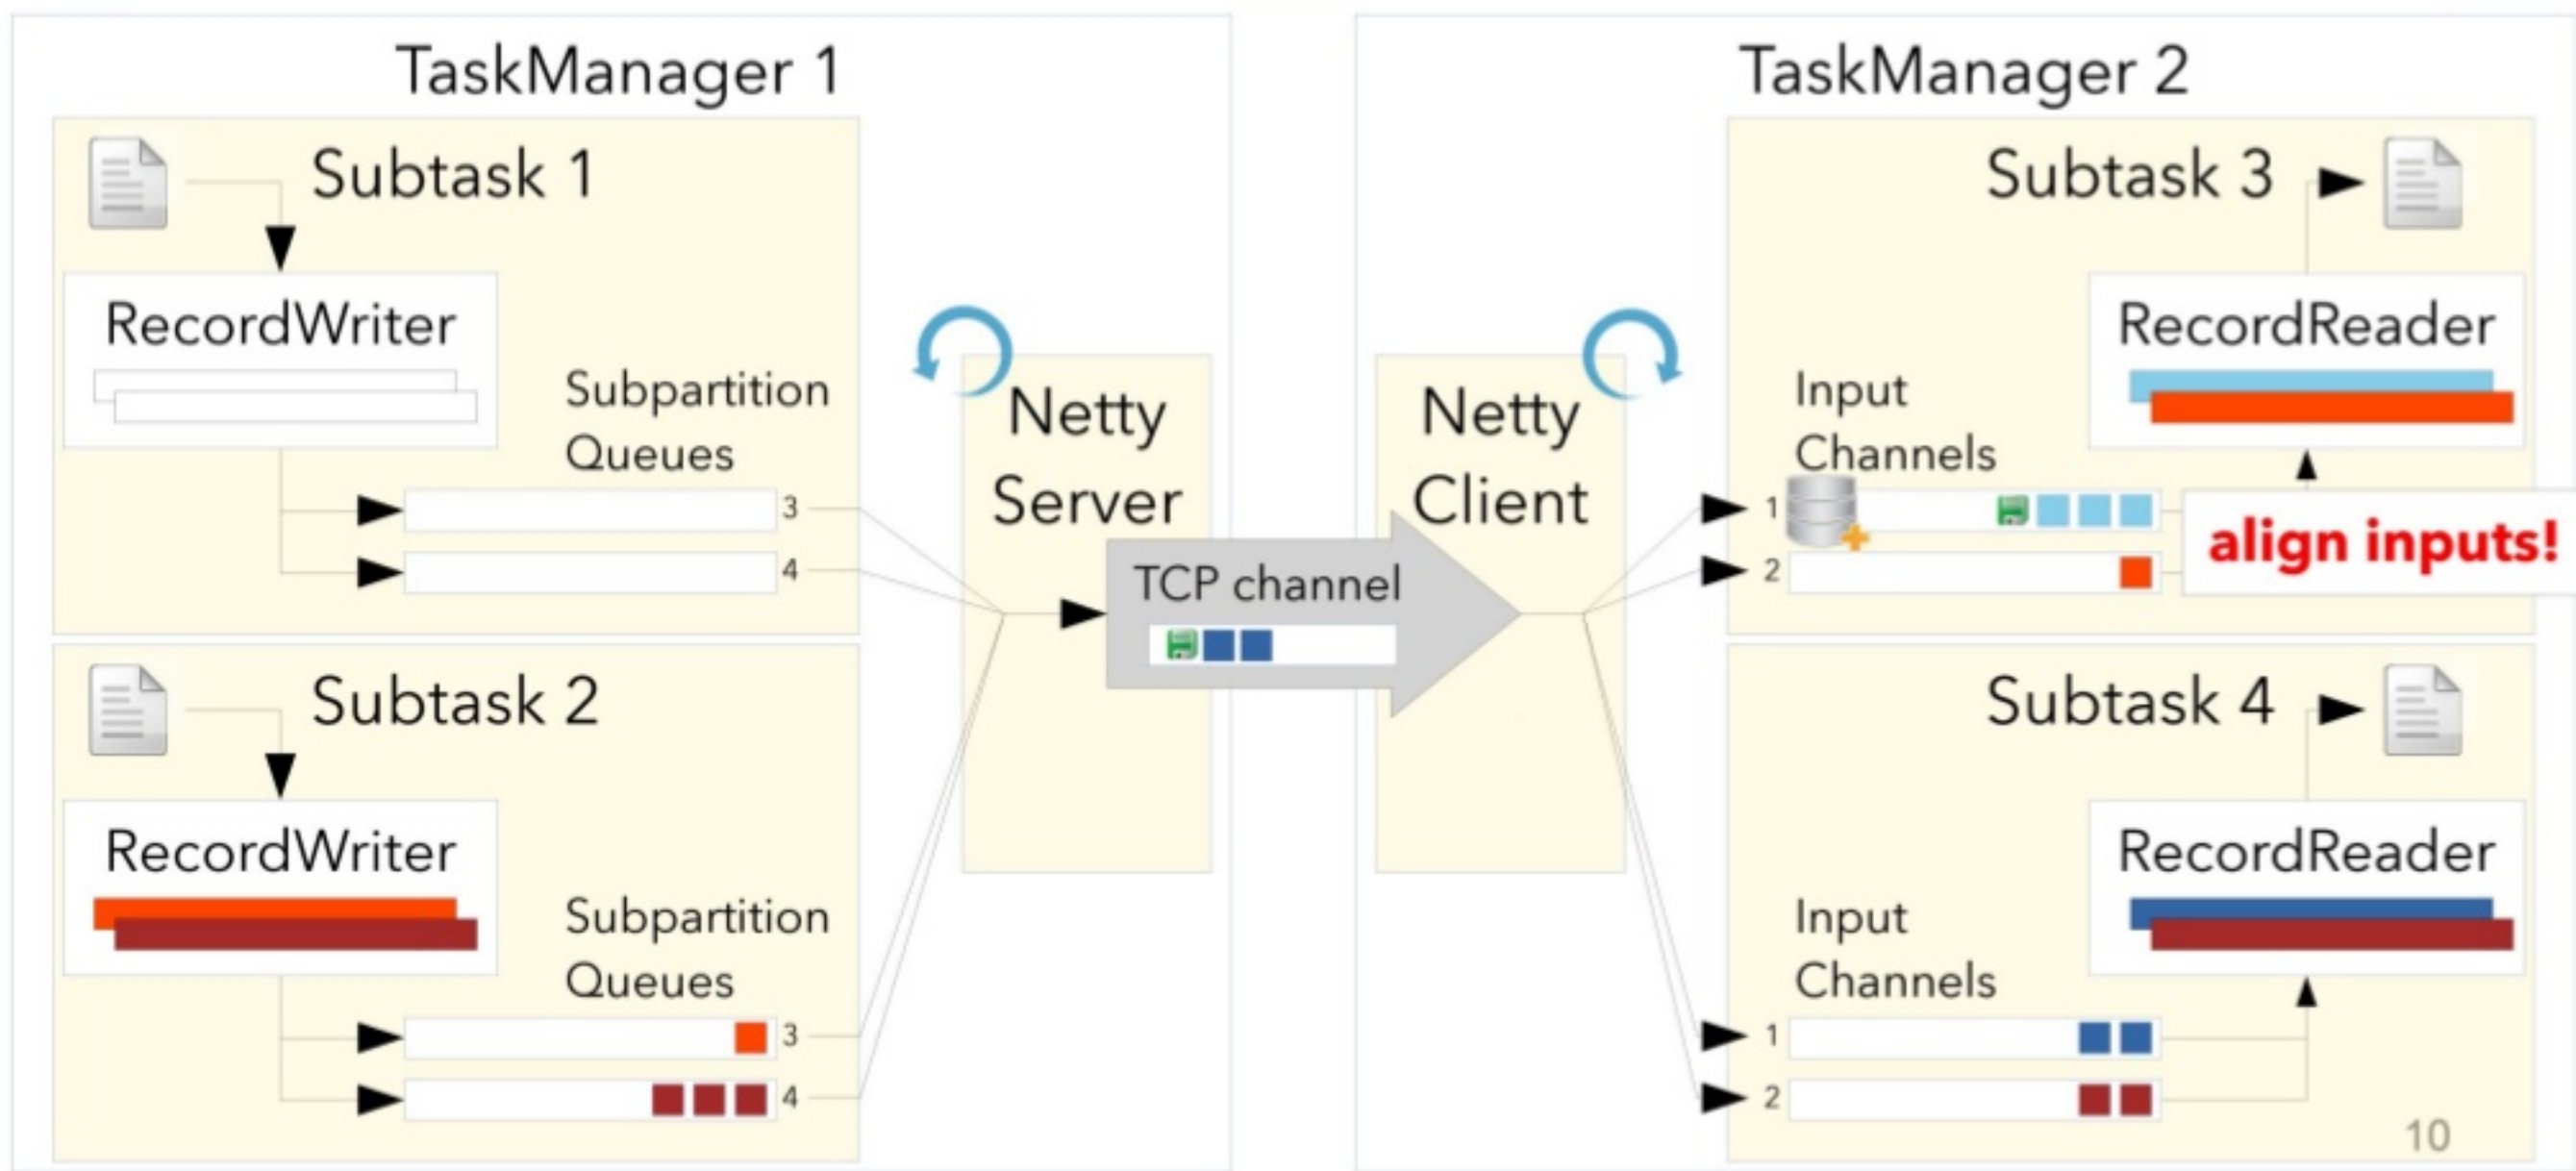 TaskManager 1
Subtask 1
RecordWriter
Subpartition
Queues
3
4
Subtask 2
RecordWriter
Subpartition
Queues
3
4
Netty
Server
TCP channel
TaskManager 2
Netty
Client
Subtask 3
RecordReader
Input
Channels
1
2
align inputs!
Subtask 4
RecordReader
Input
Channels
1
2
10